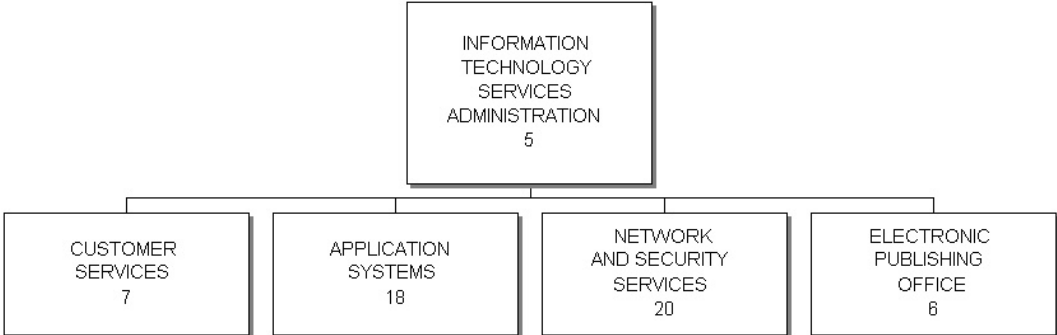 INFORMATION
TECHNOLOGY
SERVICES
ADMINISTRATION
5
CUSTOMER
SERVICES
7
APPLICATION
SYSTEMS
18
NETWORK
AND SECURITY
SERVICES
20
ELECTRONIC
PUBLISHING
OFFICE
6